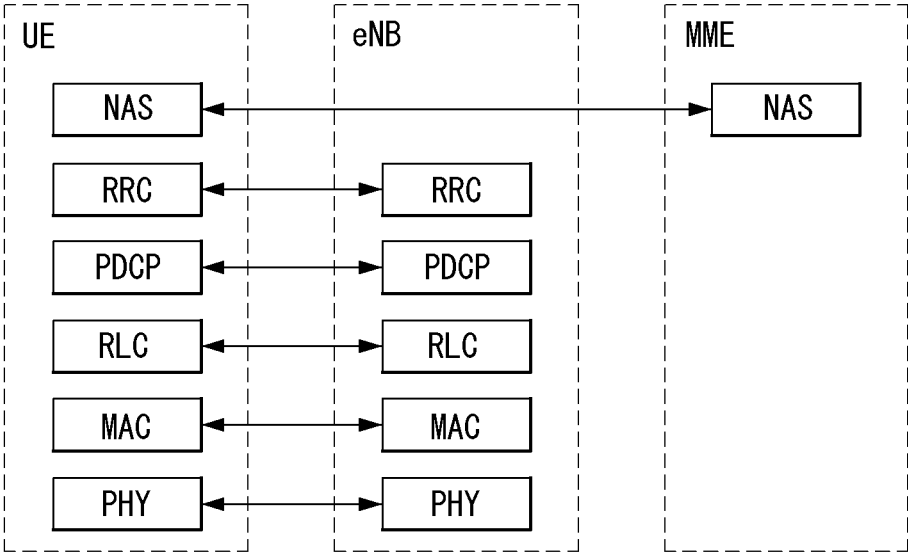 UE eNB MME
NAS NAS
RRC RRC
PDCP PDCP
RLC RLC
MAC MAC
PHY PHY